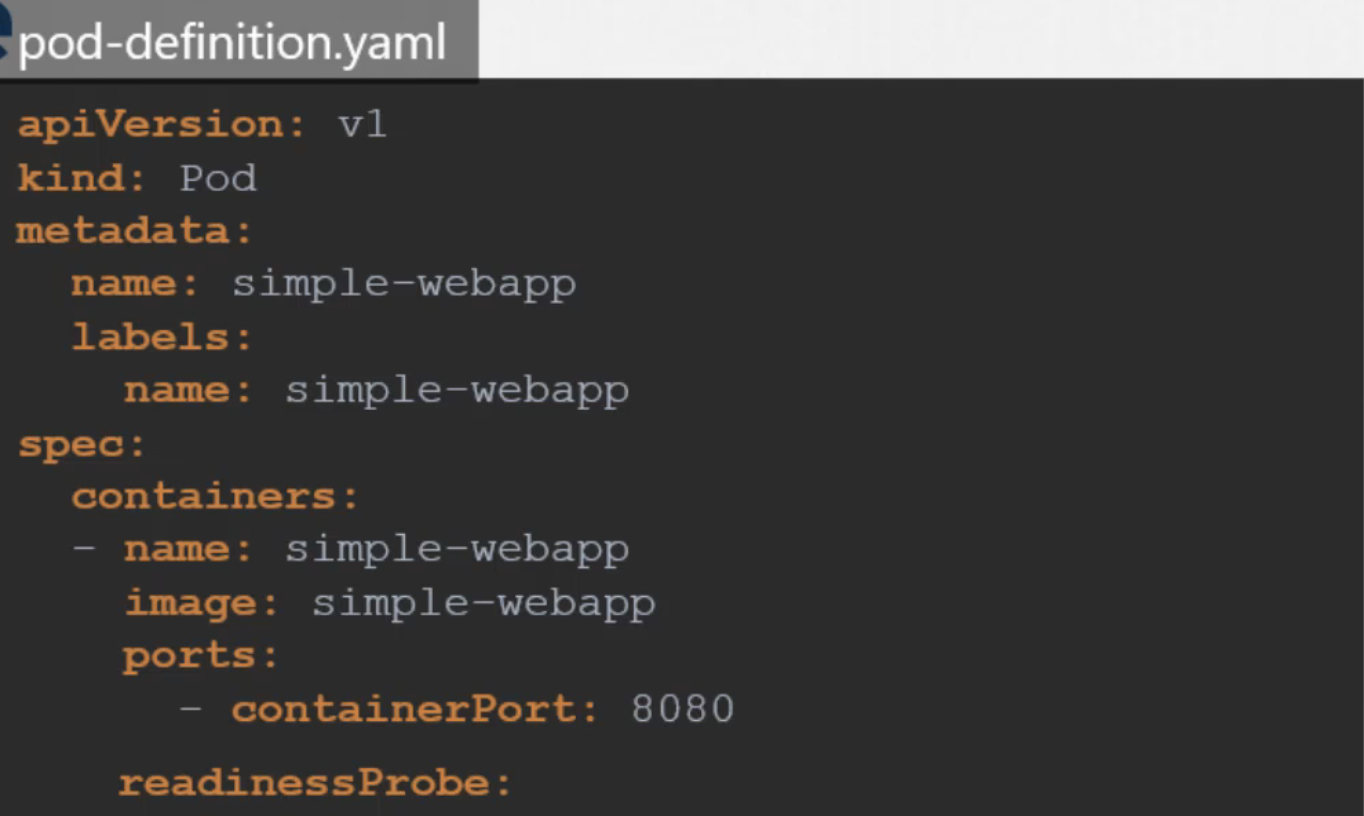 pod-definition.yaml
apiVersion: v1
kind: Pod
metadata:
  name: simple-webapp
  labels:
    name: simple-webapp
spec:
  containers:
  - name: simple-webapp
    image: simple-webapp
    ports:
      - containerPort: 8080
    readinessProbe: